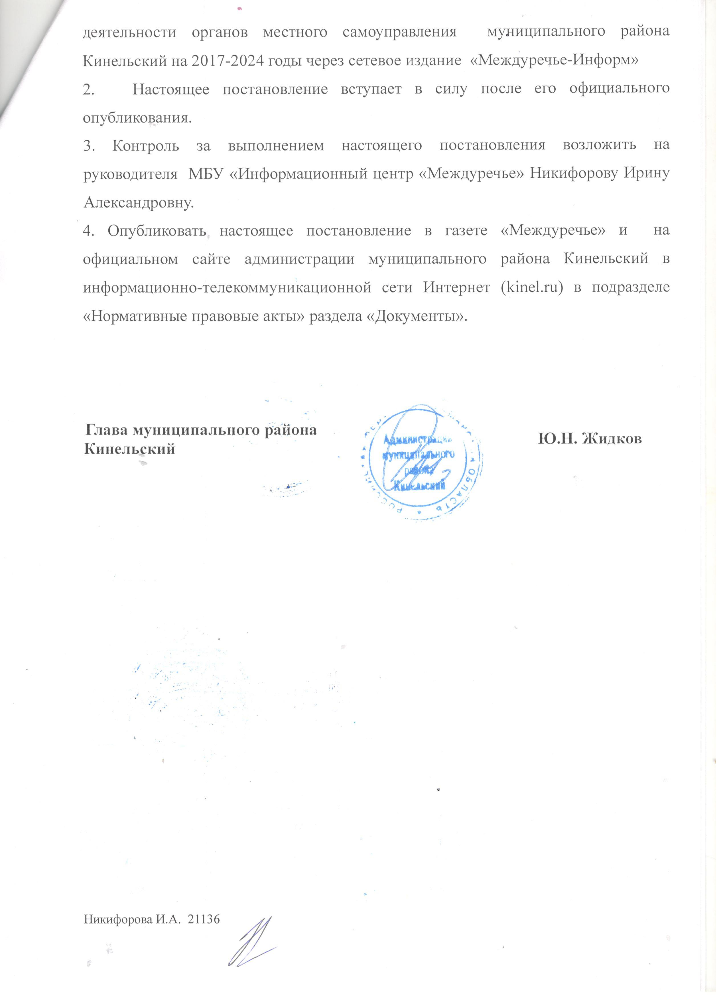 деятельности органов местного самоуправления муниципального района
Кинельский на 2017-2024 годы через сетевое издание «Междуречье-Информ»
2. Настоящее постановление вступает в силу после его официального
опубликования.
3. Контроль за выполнением настоящего постановления возложить на
руководителя МБУ «Информационный центр «Междуречье» Никифорову Ирину
Александровну.
4. Опубликовать настоящее постановление в газете «Междуречье» и на
официальном сайте администрации муниципального района Кинельский в
информационно-телекоммуникационной сети Интернет (kinel.ru) в подразделе
«Нормативные правовые акты» раздела «Документы».
Глава муниципального района
Кинельский
Администрация
муниципального
района
Кинельский
ОБЛАСТЬ
Ю.Н. Жидков
Никифорова И.А. 21136